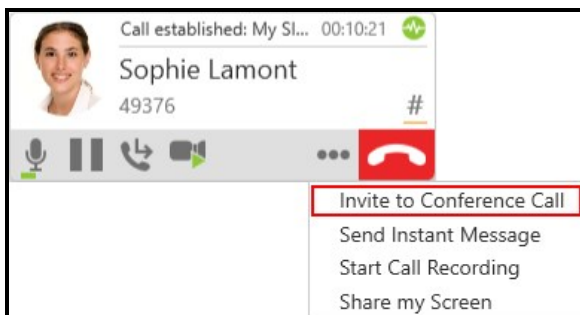 Call established: My SI... 00:10:21
Sophie Lamont
49376 #
Invite to Conference Call
Send Instant Message
Start Call Recording
Share my Screen